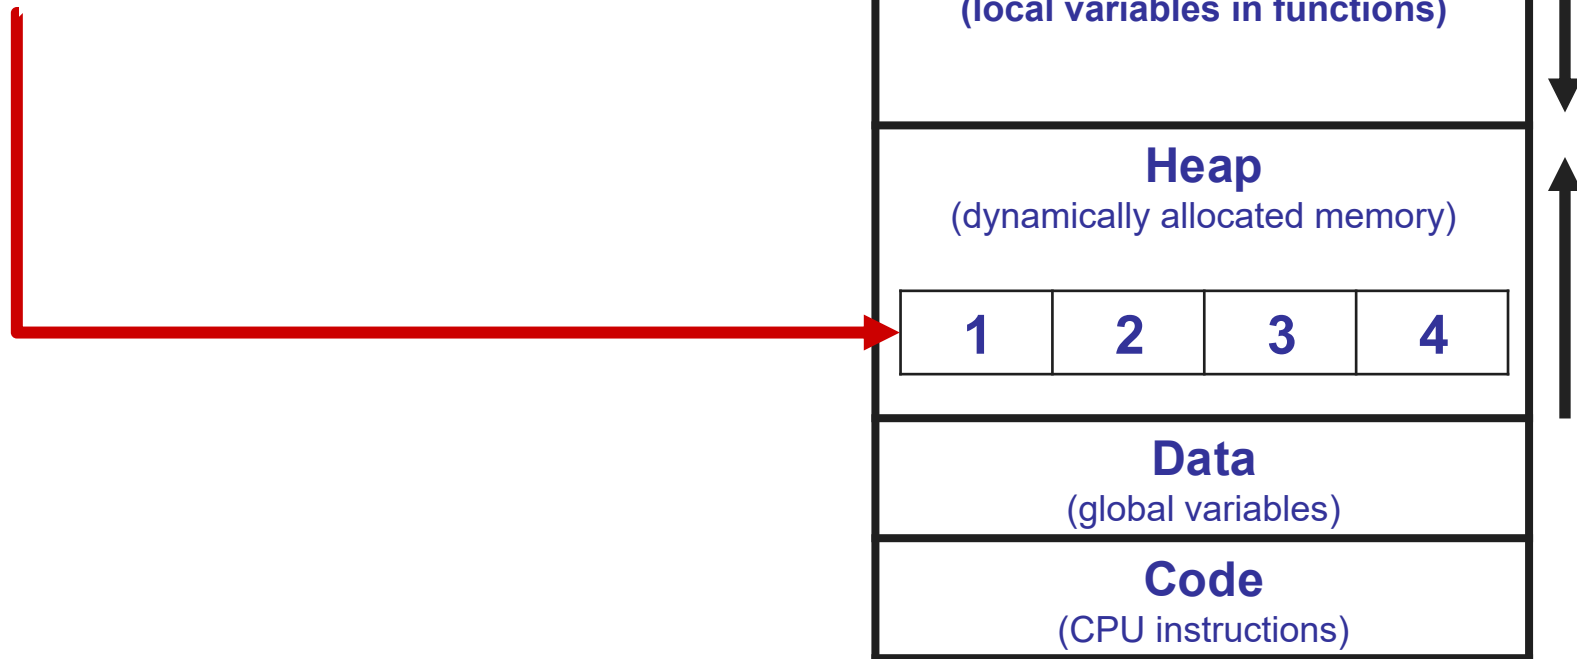 (local variables in functions)
Heap
(dynamically allocated memory)
1 2 3 4
Data
(global variables)
Code
(CPU instructions)